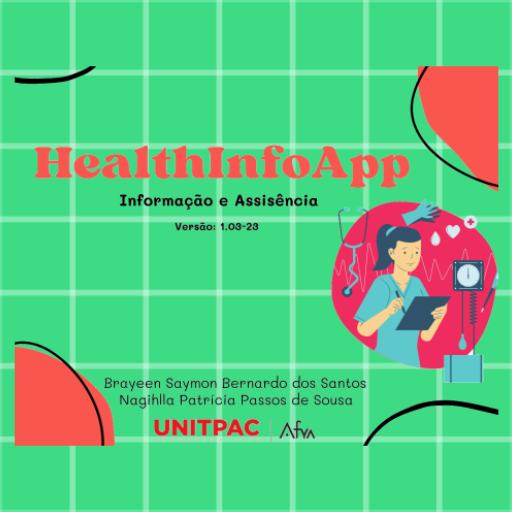 HealthInfoApp
Informação e Assisência
Versão: 1.03-23
Brayeen Saymon Bernardo dos Santos
Nagihlla Patrícia Passos de Sousa
UNITPAC | Afya